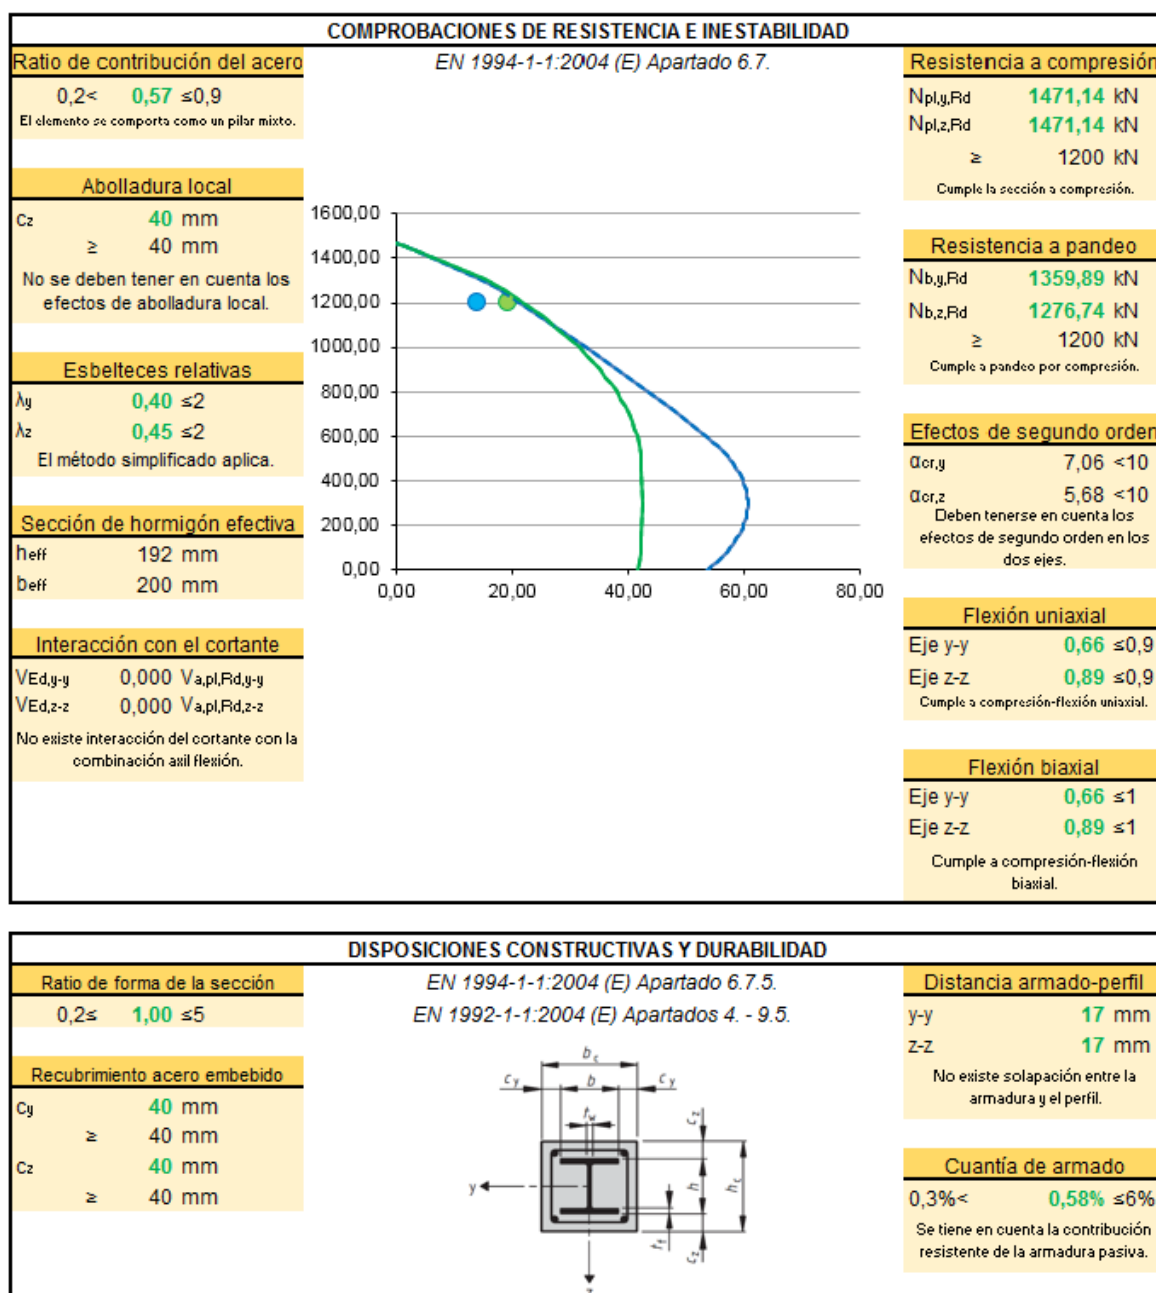 COMPROBACIONES DE RESISTENCIA E INESTABILIDAD
EN 1994-1-1:2004 (E) Apartado 6.7.
Ratio de contribución del acero
0,2< 0,57 ≤0,9
El elemento se comporta como un pilar mixto.
Abolladura local
cz 40 mm
≥ 40 mm
No se deben tener en cuenta los
efectos de abolladura local.
Esbelteces relativas
λy 0,40 ≤2
λz 0,45 ≤2
El método simplificado aplica.
Sección de hormigón efectiva
heff 192 mm
beff 200 mm
Interacción con el cortante
VEd,y-y 0,000 Va,pl,Rd,y-y
VEd,z-z 0,000 Va,pl,Rd,z-z
No existe interacción del cortante con la
combinación axil flexión.
1600,00
1400,00
1200,00
1000,00
800,00
600,00
400,00
200,00
0,00
0,00 20,00 40,00 60,00 80,00
Resistencia a compresión
Npl,y,Rd 1471,14 kN
Npl,z,Rd 1471,14 kN
≥ 1200 kN
Cumple la sección a compresión.
Resistencia a pandeo
Nb,y,Rd 1359,89 kN
Nb,z,Rd 1276,74 kN
≥ 1200 kN
Cumple a pandeo por compresión.
Efectos de segundo orden
αcr,y 7,06 <10
αcr,z 5,68 <10
Deben tenerse en cuenta los
efectos de segundo orden en los
dos ejes.
Flexión uniaxial
Eje y-y 0,66 ≤0,9
Eje z-z 0,89 ≤0,9
Cumple a compresión-flexión uniaxial.
Flexión biaxial
Eje y-y 0,66 ≤1
Eje z-z 0,89 ≤1
Cumple a compresión-flexión
biaxial.
DISPOSICIONES CONSTRUCTIVAS Y DURABILIDAD
EN 1994-1-1:2004 (E) Apartado 6.7.5.
EN 1992-1-1:2004 (E) Apartados 4. - 9.5.
Ratio de forma de la sección
0,2≤ 1,00 ≤5
Recubrimiento acero embebido
cy 40 mm
≥ 40 mm
cz 40 mm
≥ 40 mm
bc
cy b cy
tw
cz
y
h
hc
tf
cz
z
Distancia armado-perfil
y-y 17 mm
z-z 17 mm
No existe solapación entre la
armadura y el perfil.
Cuantía de armado
0,3%< 0,58% ≤6%
Se tiene en cuenta la contribución
resistente de la armadura pasiva.